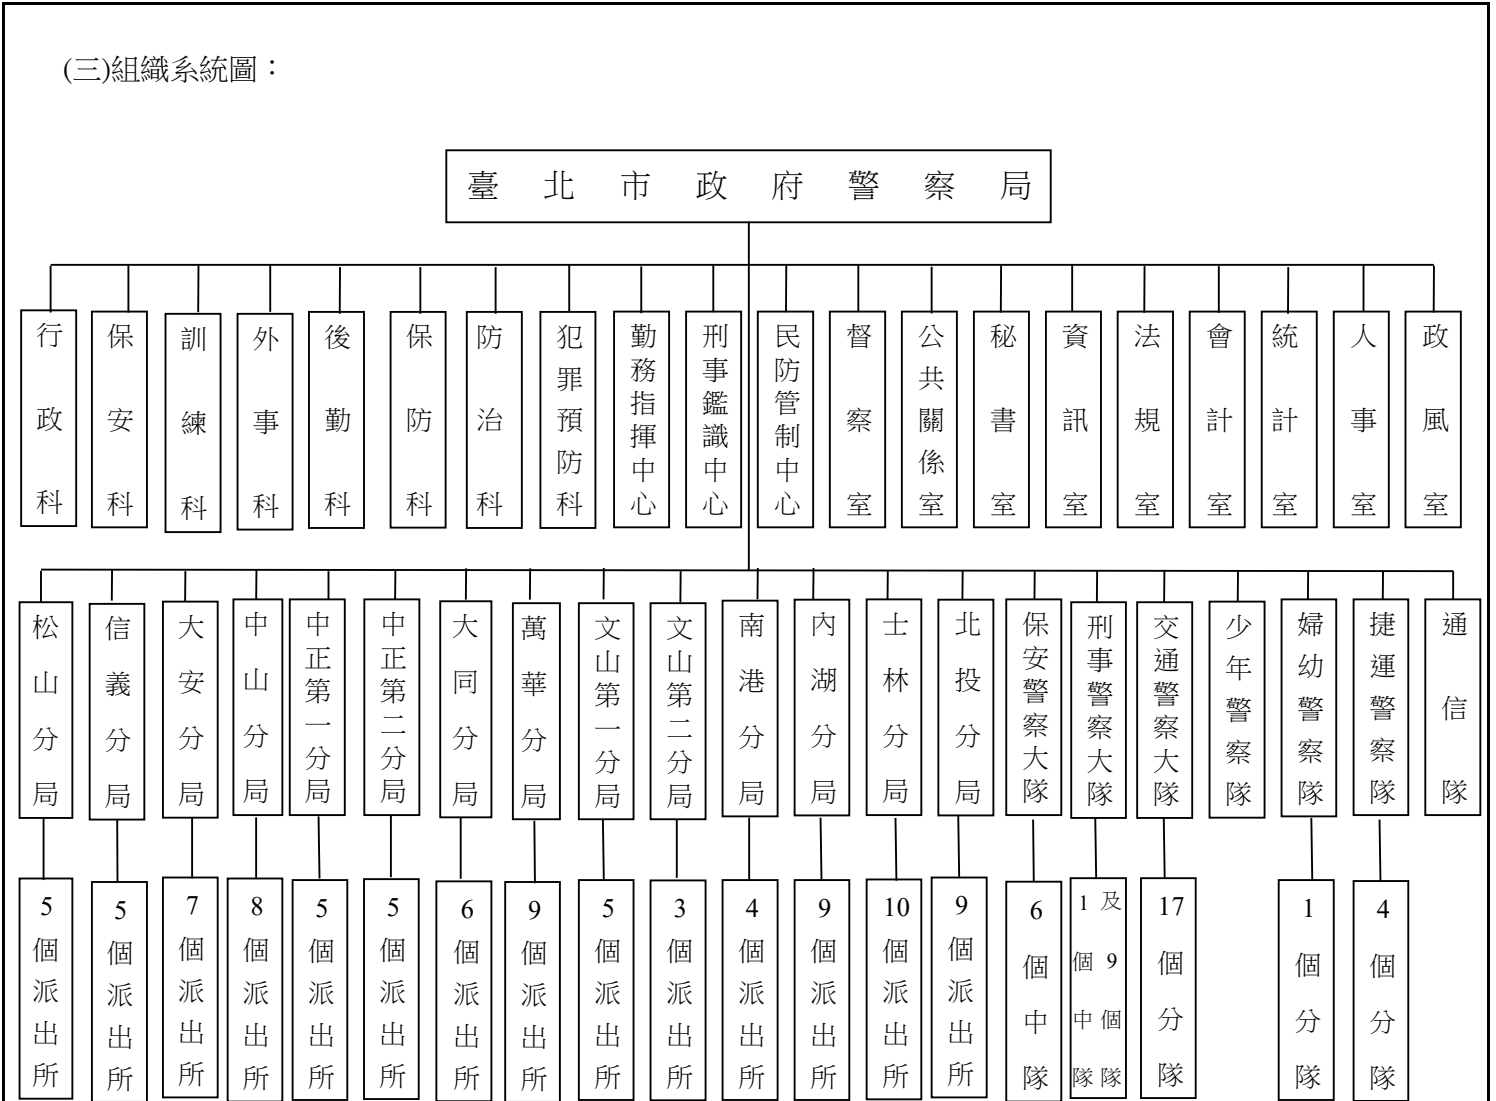 (三)組織系統圖：
臺北市政府警察局
行政科
保安科
訓練科
外事科
後勤科
保防科
防治科
犯罪預防科
勤務指揮中心
刑事鑑識中心
民防管制中心
督察室
公共關係室
秘書室
資訊室
法規室
會計室
統計室
人事室
政風室
松山分局
信義分局
大安分局
中山分局
中正第一分局
中正第二分局
大同分局
萬華分局
文山第一分局
文山第二分局
南港分局
內湖分局
士林分局
北投分局
保安警察大隊
刑事警察大隊
交通警察大隊
少年警察隊
婦幼警察隊
捷運警察隊
通信隊
5個派出所
5個派出所
7個派出所
8個派出所
5個派出所
5個派出所
6個派出所
9個派出所
5個派出所
3個派出所
4個派出所
9個派出所
10個派出所
9個派出所
6個中隊
及9個隊
1個中隊
17個分隊
1個分隊
4個分隊